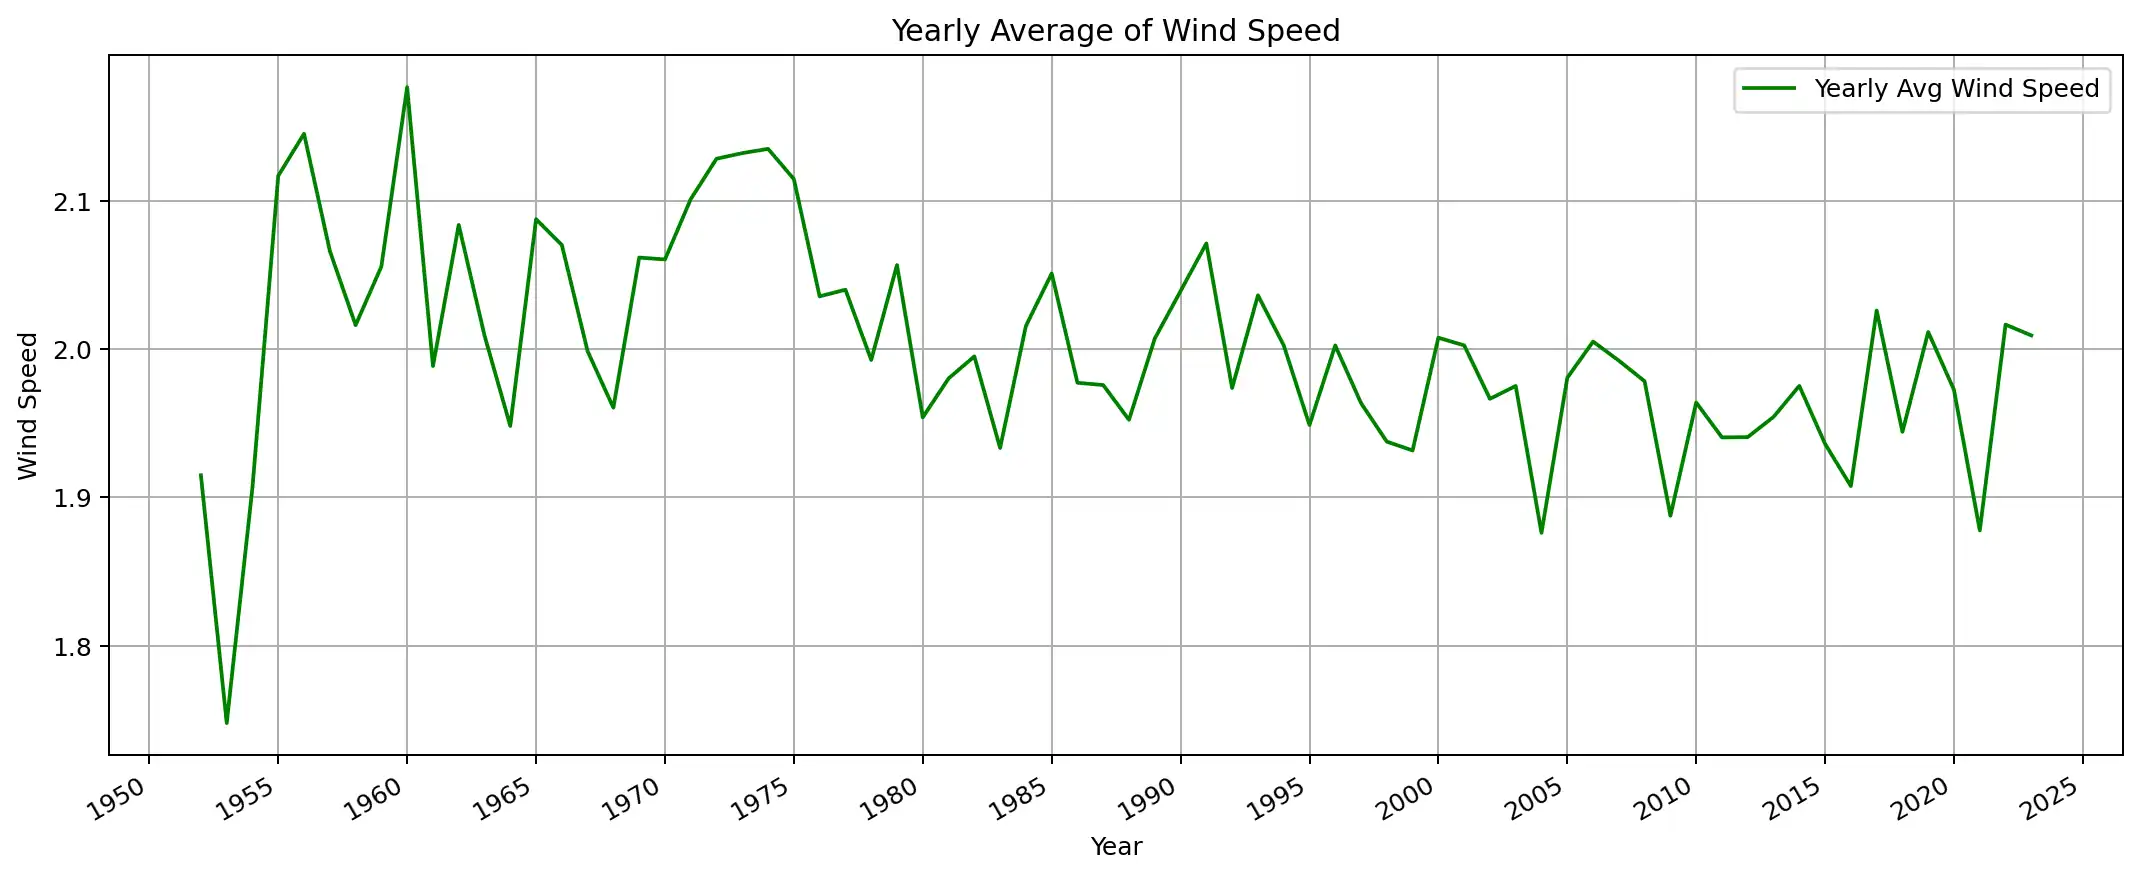 Yearly Average of Wind Speed
Yearly Avg Wind Speed
Wind Speed
2.1
2.0
1.9
1.8
1950 1955 1960 1965 1970 1975 1980 1985 1990 1995 2000 2005 2010 2015 2020 2025
Year